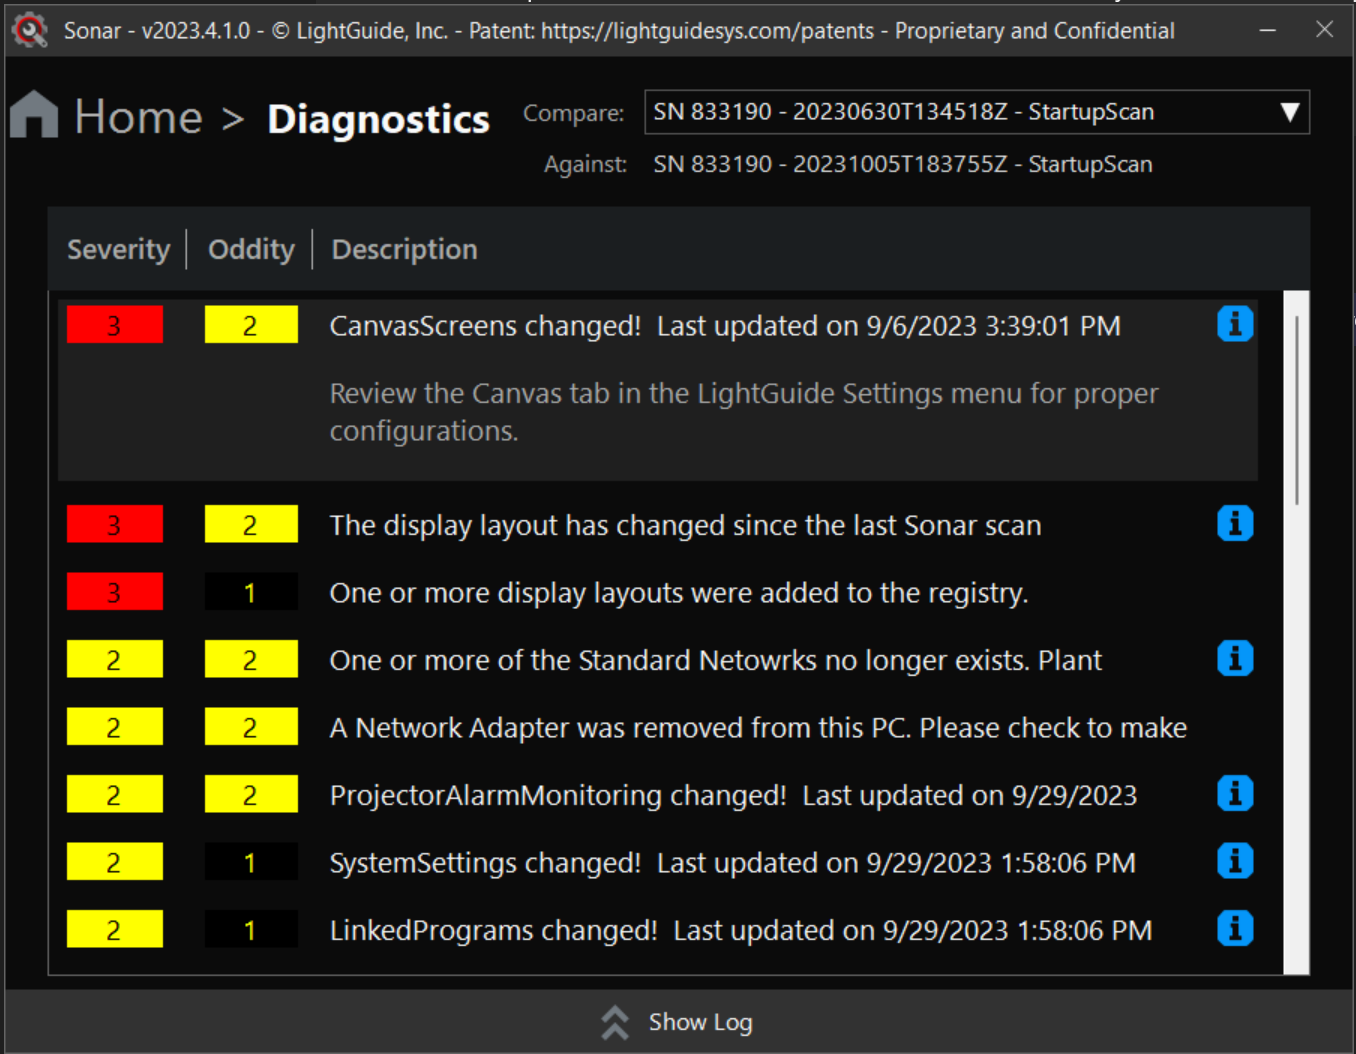 Sonar - v2023.4.1.0 - © LightGuide, Inc. - Patent: https://lightguidesys.com/patents - Proprietary and Confidential
Home > Diagnostics
Compare: SN 833190 - 20230630T134518Z - StartupScan
Against: SN 833190 - 20231005T183755Z - StartupScan
Severity Oddity Description
3 2 CanvasScreens changed! Last updated on 9/6/2023 3:39:01 PM
Review the Canvas tab in the LightGuide Settings menu for proper
configurations.
3 2 The display layout has changed since the last Sonar scan
3 1 One or more display layouts were added to the registry.
2 2 One or more of the Standard Netowrks no longer exists. Plant
2 2 A Network Adapter was removed from this PC. Please check to make
2 2 ProjectorAlarmMonitoring changed! Last updated on 9/29/2023
2 1 SystemSettings changed! Last updated on 9/29/2023 1:58:06 PM
2 1 LinkedPrograms changed! Last updated on 9/29/2023 1:58:06 PM
Show Log